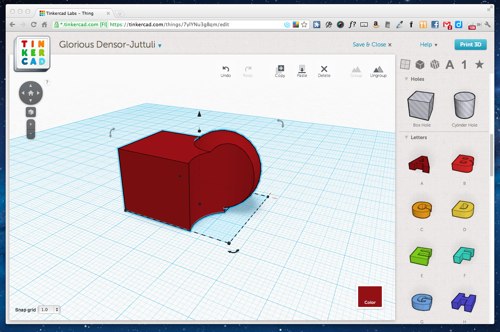 Tinkercad Labs – Thing
tinkercad.com
https://tinkercad.com/things/
/edit
TIN
KER
CAD
Glorious Densor-Juttuli
Save & Close ×
Help
Print 3D
Undo
Redo
Copy
Paste
Delete
Group
Ungroup
A 1
?
Holes
Box Hole
Cylinder Hole
Letters
A B
A
B
C D
C
D
E F
E
F
G H
G
H
Snap grid 1.0
Color